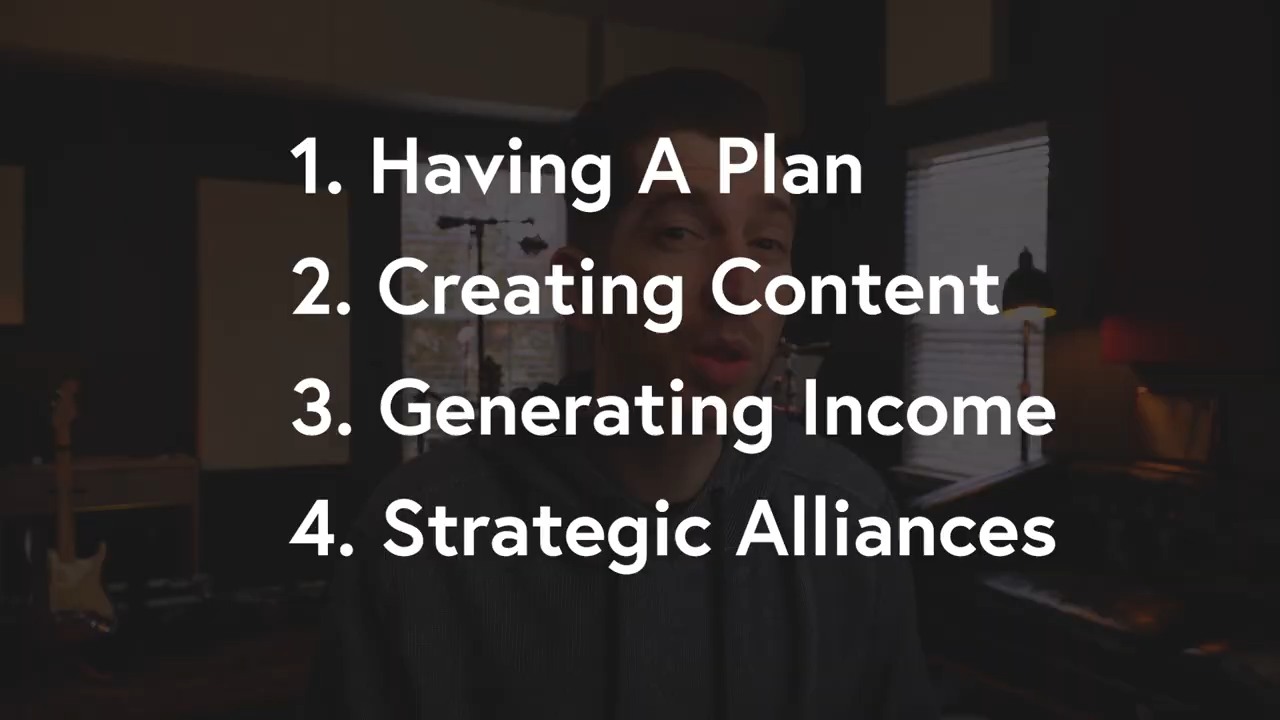 1. Having A Plan
2. Creating Content
3. Generating Income
4. Strategic Alliances